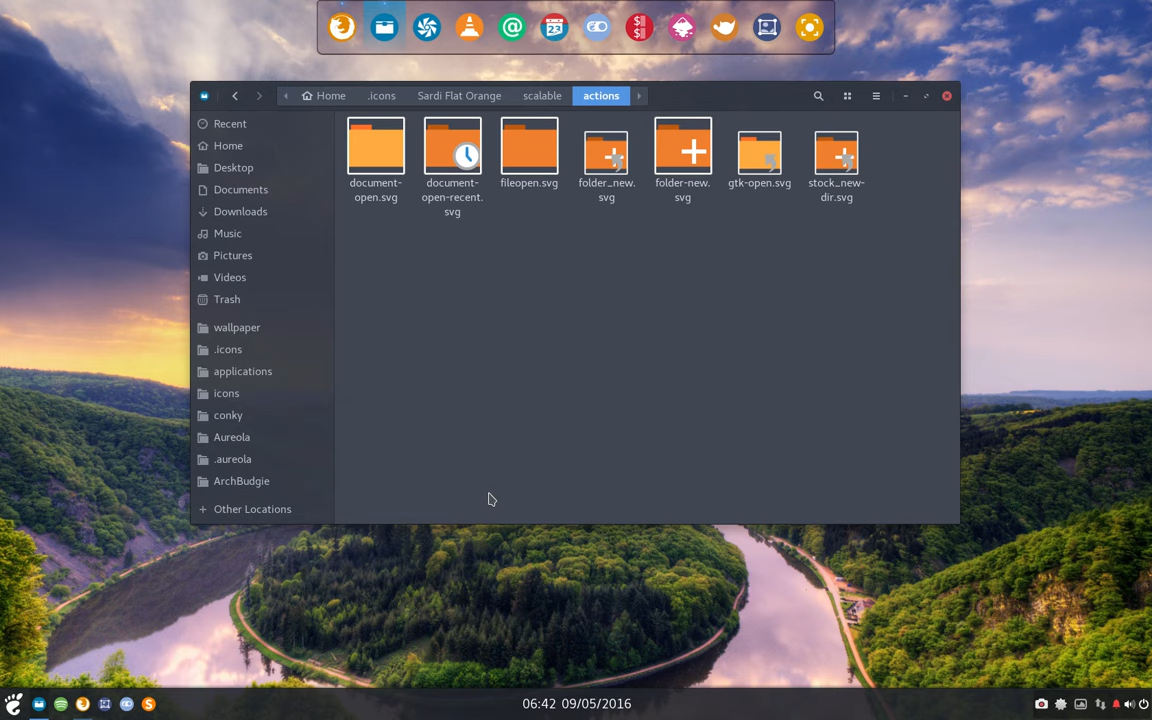 23
Home
.icons
Sardi Flat Orange
scalable
actions
Recent
Home
Desktop
Documents
Downloads
Music
Pictures
Videos
Trash
wallpaper
.icons
applications
icons
conky
Aureola
.aureola
ArchBudgie
Other Locations
document-
open.svg
document-
open-recent.
svg
fileopen.svg
folder_new.
svg
folder-new.
svg
gtk-open.svg
stock_new-
dir.svg
06:42 09/05/2016